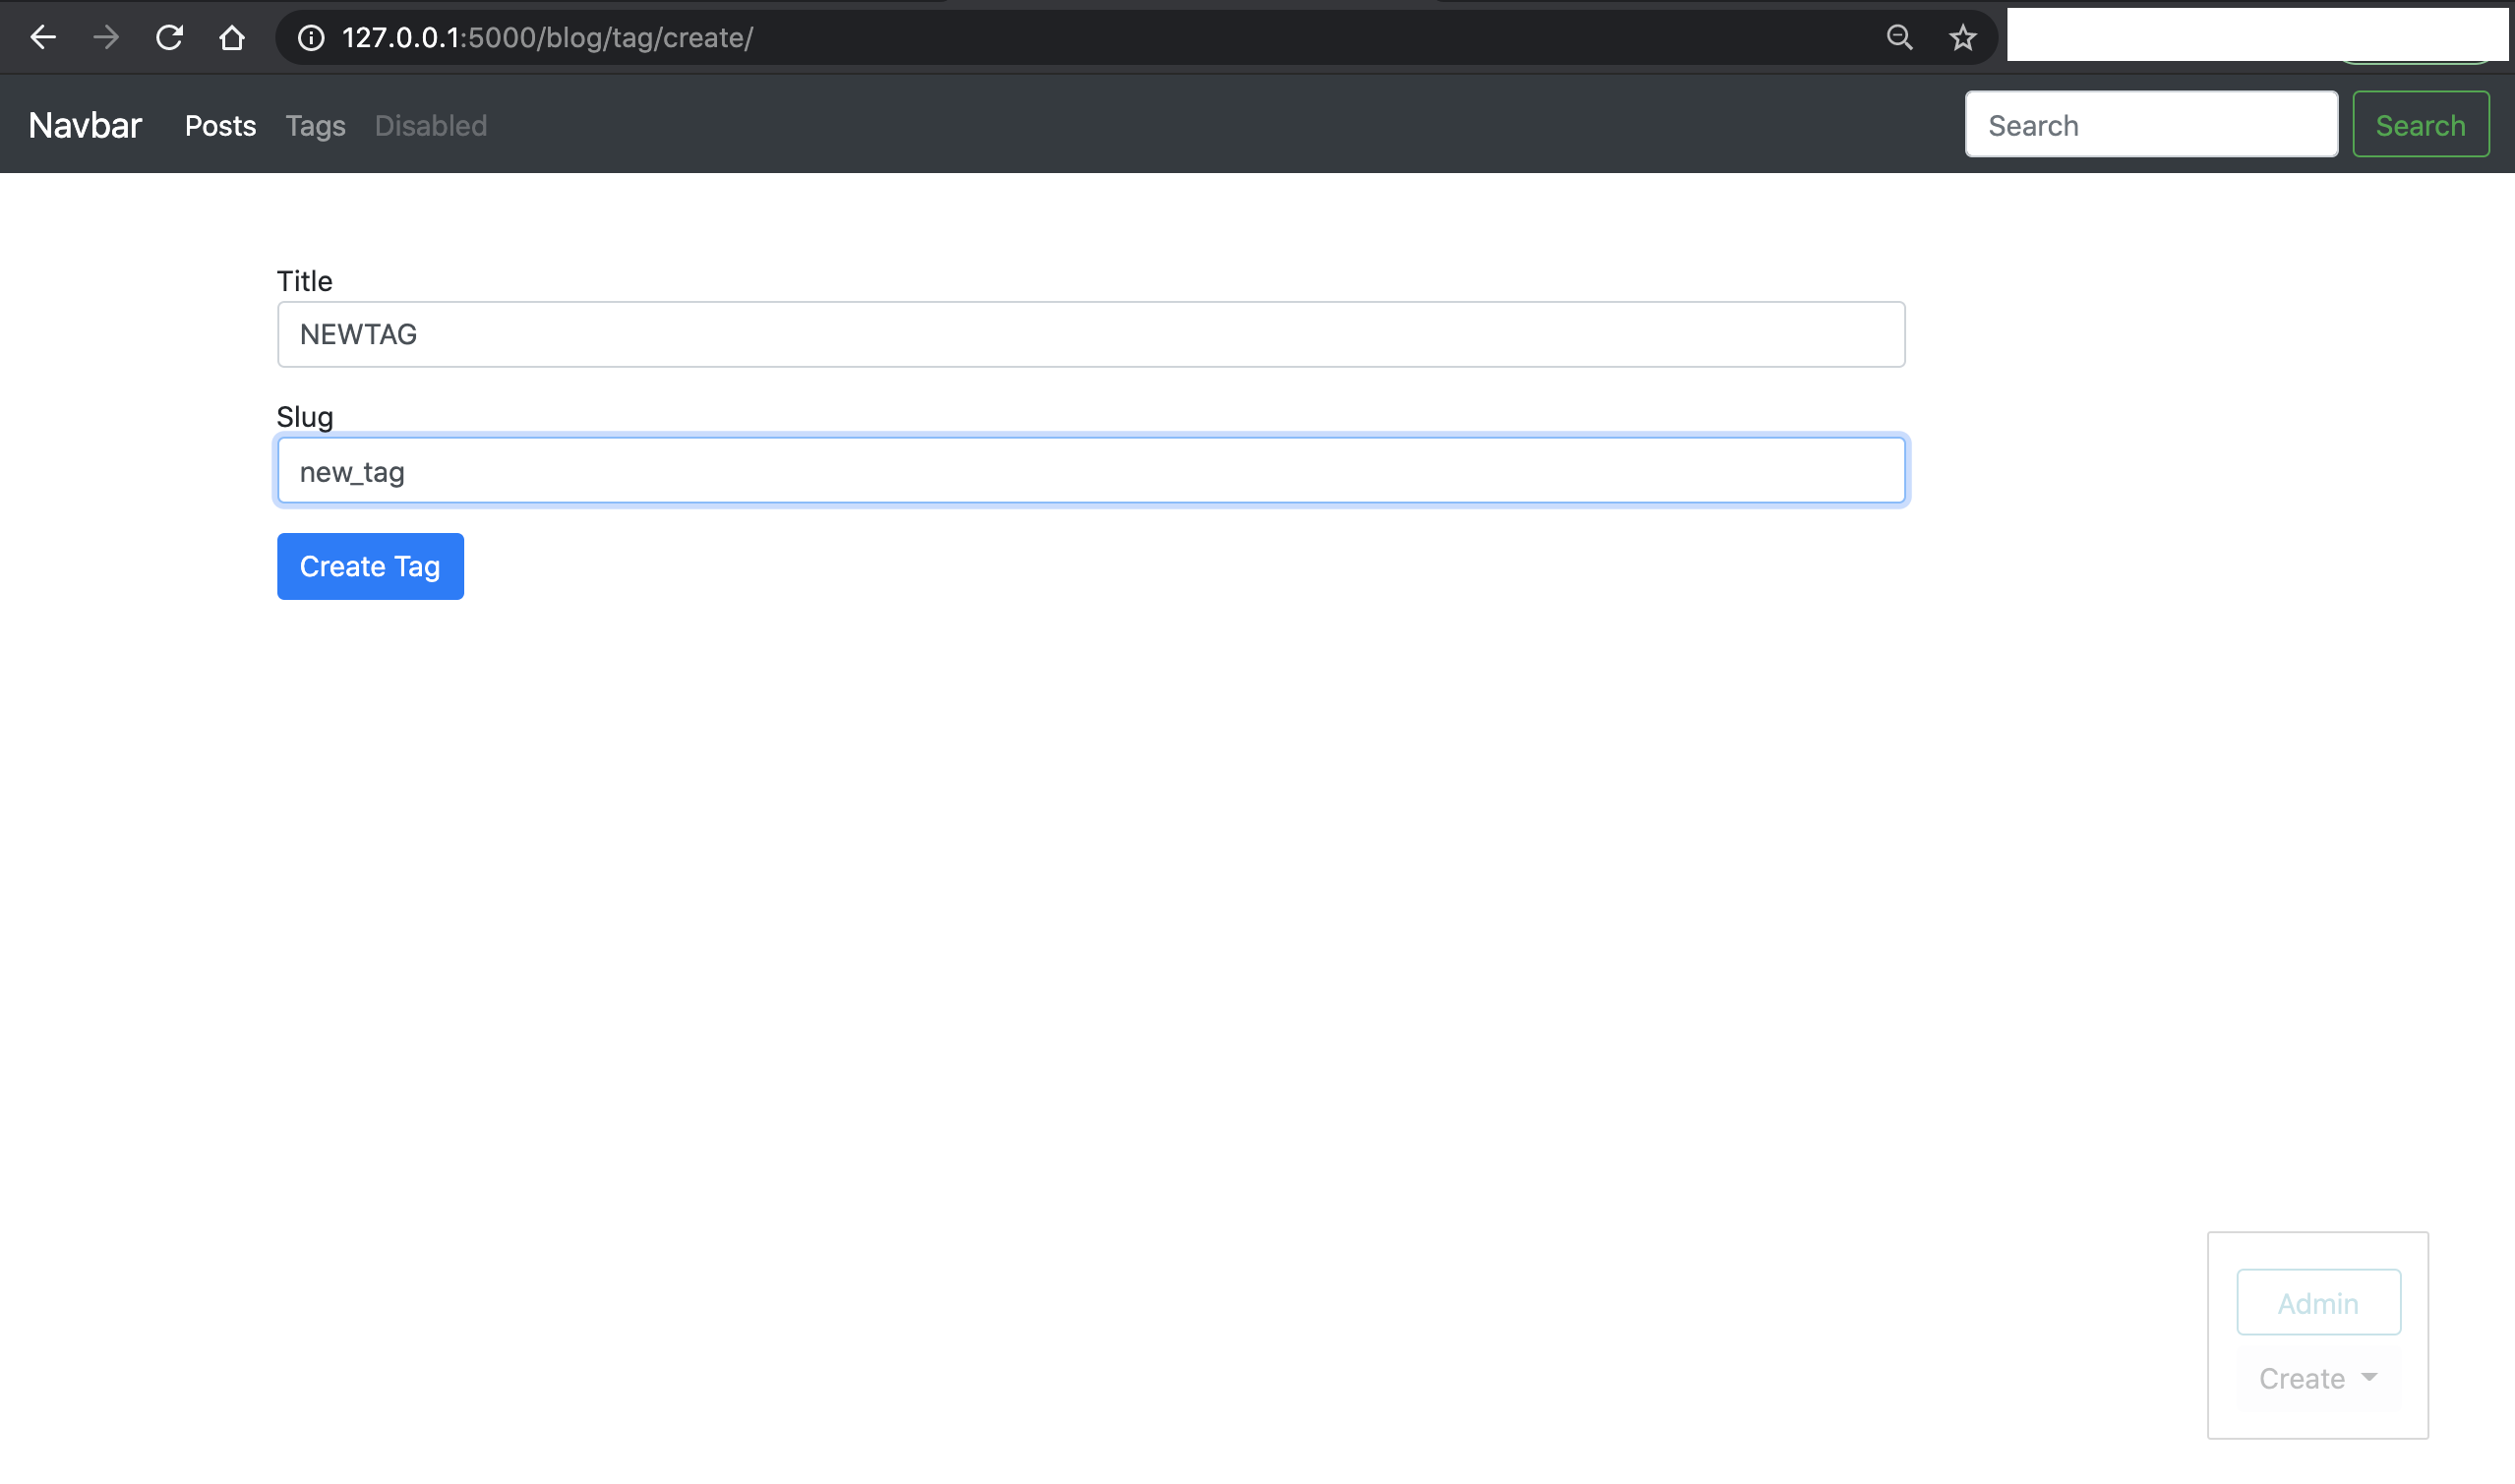 127.0.0.1:5000/blog/tag/create/
Navbar Posts Tags Disabled Search Search
Title
NEWTAG
Slug
new_tag
Create Tag
Admin
Create